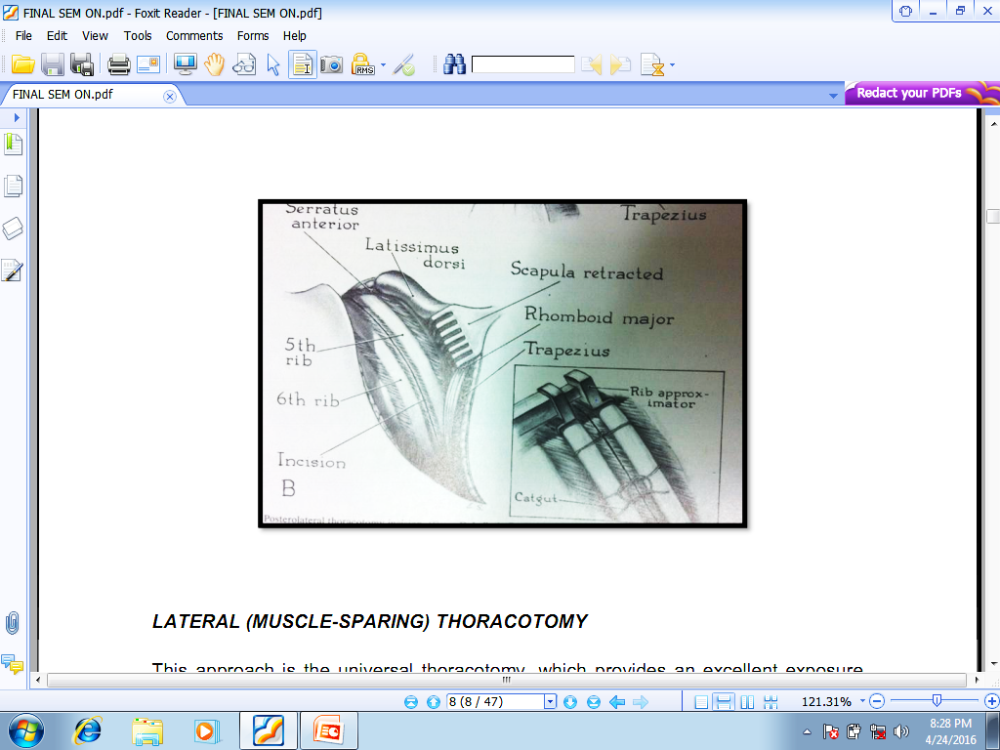 FINAL SEM ON.pdf - Foxit Reader - [FINAL SEM ON.pdf]
File Edit View Tools Comments Forms Help
RMS
FINAL SEM ON.pdf
Redact your PDFs
Serratus
anterior
Trapezius
Latissimus
dorsi
Scapula retracted
Rhomboid major
Trapezius
5th
rib
6th rib
Rib approx-
imator
Incision
B
Catgut
Posterolateral thoracotomy
LATERAL (MUSCLE-SPARING) THORACOTOMY
This approach is the universal thoracotomy, which provides an excellent exposure
8 (8 / 47)
121.31%
8:28 PM
4/24/2016